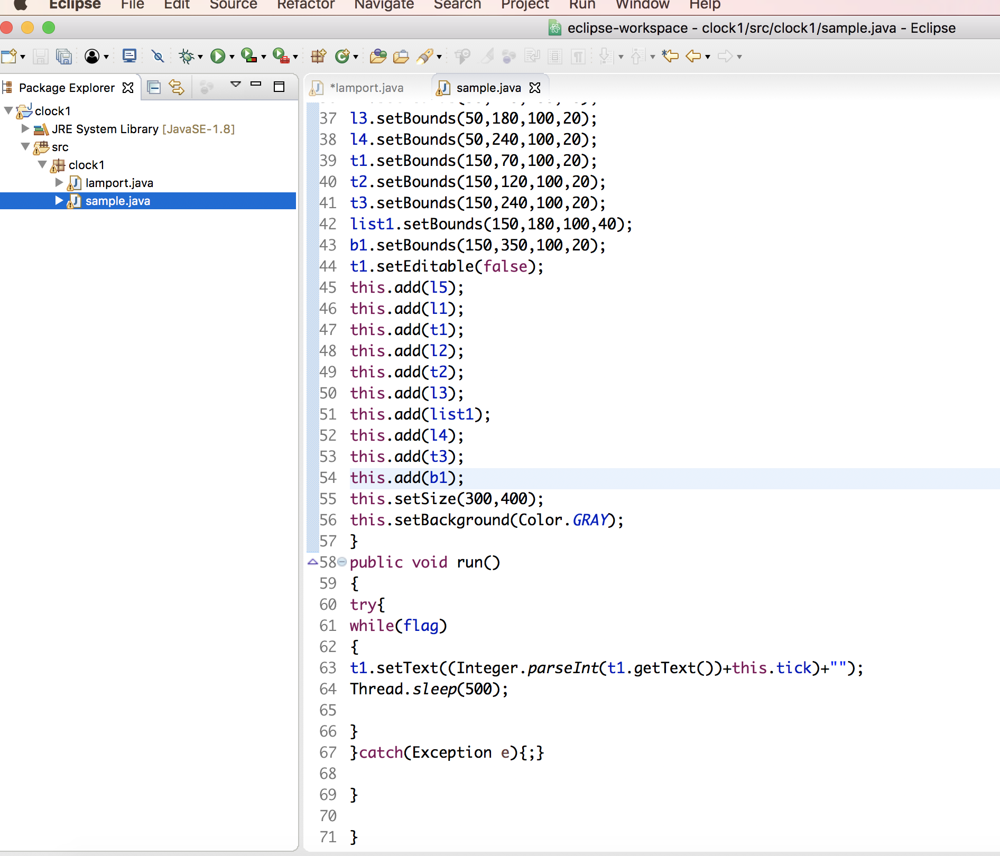 Eclipse File Edit Source Refactor Navigate Search Project Run Window Help
eclipse-workspace - clock1/src/clock1/sample.java - Eclipse
Package Explorer
*lamport.java
sample.java
clock1
JRE System Library [JavaSE-1.8]
src
clock1
lamport.java
sample.java
37 l3.setBounds(50,180,100,20);
38 l4.setBounds(50,240,100,20);
39 t1.setBounds(150,70,100,20);
40 t2.setBounds(150,120,100,20);
41 t3.setBounds(150,240,100,20);
42 list1.setBounds(150,180,100,40);
43 b1.setBounds(150,350,100,20);
44 t1.setEditable(false);
45 this.add(l5);
46 this.add(l1);
47 this.add(t1);
48 this.add(l2);
49 this.add(t2);
50 this.add(l3);
51 this.add(list1);
52 this.add(l4);
53 this.add(t3);
54 this.add(b1);
55 this.setSize(300,400);
56 this.setBackground(Color.GRAY);
57 }
58 public void run()
59 {
60 try{
61 while(flag)
62 {
63 t1.setText((Integer.parseInt(t1.getText())+this.tick)+"");
64 Thread.sleep(500);
65
66 }
67 }catch(Exception e){;}
68
69 }
70
71 }